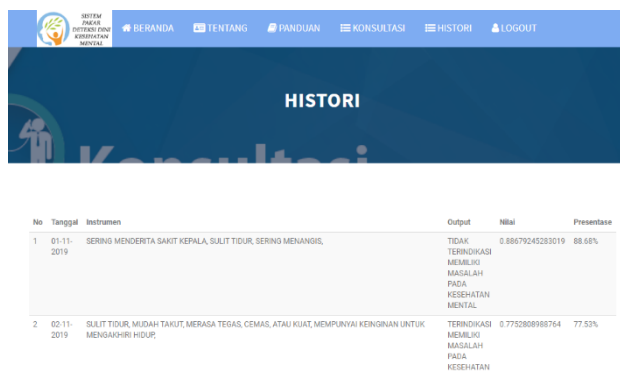 SISTEM
PAKAR
DETEKSI DINI
KESEHATAN
MENTAL
BERANDA
TENTANG
PANDUAN
KONSULTASI
HISTORI
LOGOUT
HISTORI
Konsultasi
No Tanggal Instrumen Output Nilai Presentase
1 01-11- SERING MENDERITA SAKIT KEPALA, SULIT TIDUR, SERING MENANGIS, TIDAK 0.88679245283019 88.68%
2019 TERINDIKASI
MEMILIKI
MASALAH
PADA
KESEHATAN
MENTAL
2 02-11- SULIT TIDUR, MUDAH TAKUT, MERASA TEGAS, CEMAS, ATAU KUAT, MEMPUNYAI KEINGINAN UNTUK TERINDIKASI 0.7752808988764 77.53%
2019 MENGAKHIRI HIDUP, MEMILIKI
MASALAH
PADA
KESEHATAN